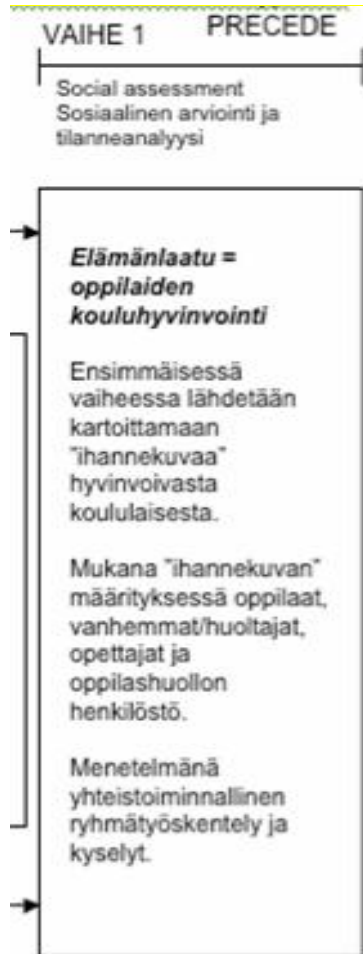 VAIHE 1 PRECEDE
Social assessment
Sosiaalinen arviointi ja
tilanneanalyysi
Elämänlaatu =
oppilaiden
kouluhyvinvointi
Ensimmäisessä
vaiheessa lähdetään
kartoittamaan
"ihannekuvaa"
hyvinvoivasta
koululaisesta.
Mukana "ihannekuvan"
määrityksessä oppilaat,
vanhemmat/huoltajat,
opettajat ja
oppilashuollon
henkilöstö.
Menetelmänä
yhteistoiminnallinen
ryhmätyöskentely ja
kyselyt.